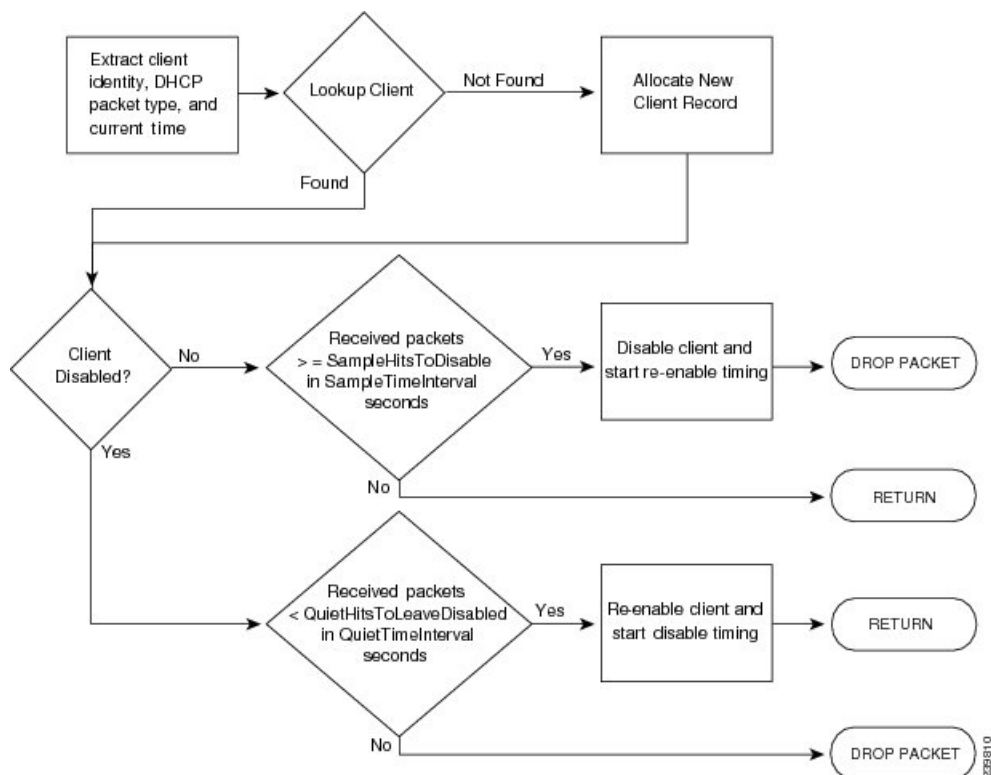 Extract client
identity, DHCP
packet type, and
current time
Lookup Client
Not Found
Allocate New
Client Record
Found
Client
Disabled?
No
Received packets
> = SampleHitsToDisable
in SampleTimeInterval
seconds
Yes
Disable client and
start re-enable timing
DROP PACKET
Yes
No
RETURN
Received packets
< QuietHitsToLeaveDisabled
in QuietTimeInterval
seconds
Yes
Re-enable client and
start disable timing
RETURN
No
DROP PACKET